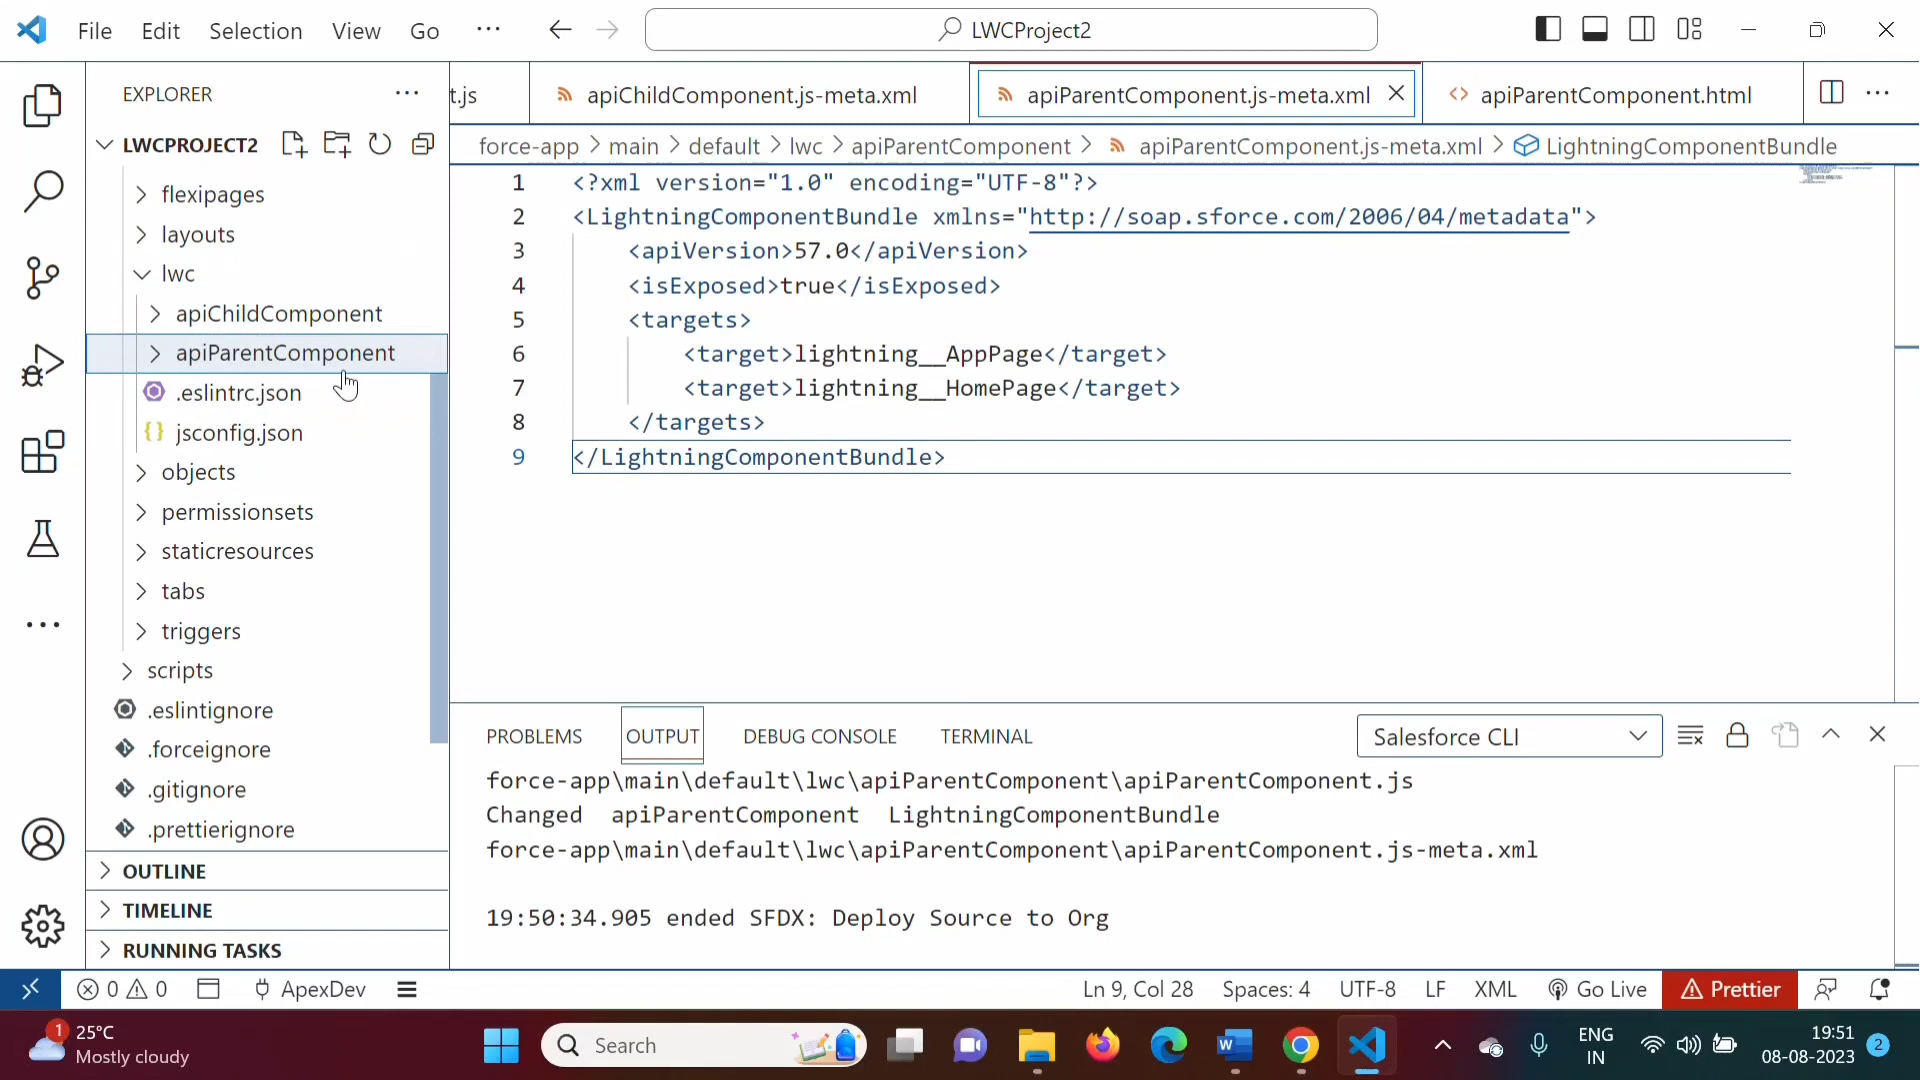 File Edit Selection View Go ··· LWCProject2
EXPLORER ···
t.js apiChildComponent.js-meta.xml apiParentComponent.js-meta.xml apiParentComponent.html ···
LWCPROJECT2
force-app > main > default > lwc > apiParentComponent > apiParentComponent.js-meta.xml > LightningComponentBundle
flexipages
layouts
lwc
apiChildComponent
apiParentComponent
.eslintrc.json
jsconfig.json
objects
permissionsets
staticresources
tabs
triggers
scripts
.eslintignore
.forceignore
.gitignore
.prettierignore
OUTLINE
TIMELINE
RUNNING TASKS
1 <?xml version="1.0" encoding="UTF-8"?>
2 <LightningComponentBundle xmlns="http://soap.sforce.com/2006/04/metadata">
3 <apiVersion>57.0</apiVersion>
4 <isExposed>true</isExposed>
5 <targets>
6 <target>lightning__AppPage</target>
7 <target>lightning__HomePage</target>
8 </targets>
9 </LightningComponentBundle>
PROBLEMS OUTPUT DEBUG CONSOLE TERMINAL Salesforce CLI
force-app\main\default\lwc\apiParentComponent\apiParentComponent.js
Changed apiParentComponent LightningComponentBundle
force-app\main\default\lwc\apiParentComponent\apiParentComponent.js-meta.xml
19:50:34.905 ended SFDX: Deploy Source to Org
0 0 ApexDev Ln 9, Col 28 Spaces: 4 UTF-8 LF XML Go Live Prettier
1 25°C
Mostly cloudy
Search
ENG
IN
19:51
08-08-2023
2